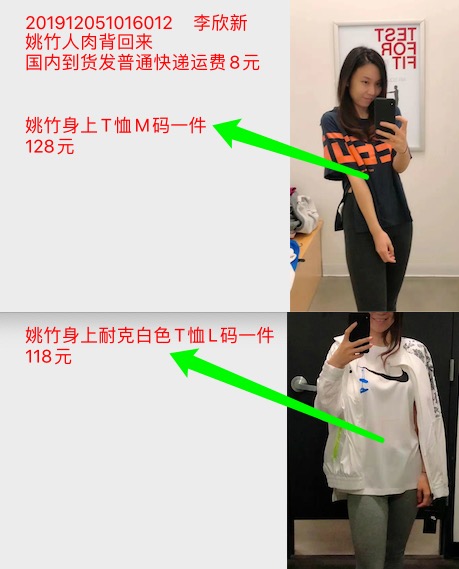 201912051016012 李欣新
姚竹人肉背回来
国内到货发普通快递运费8元
姚竹身上T恤M码一件
128元
TEST
FOR
FIT
姚竹身上耐克白色T恤L码一件
118元